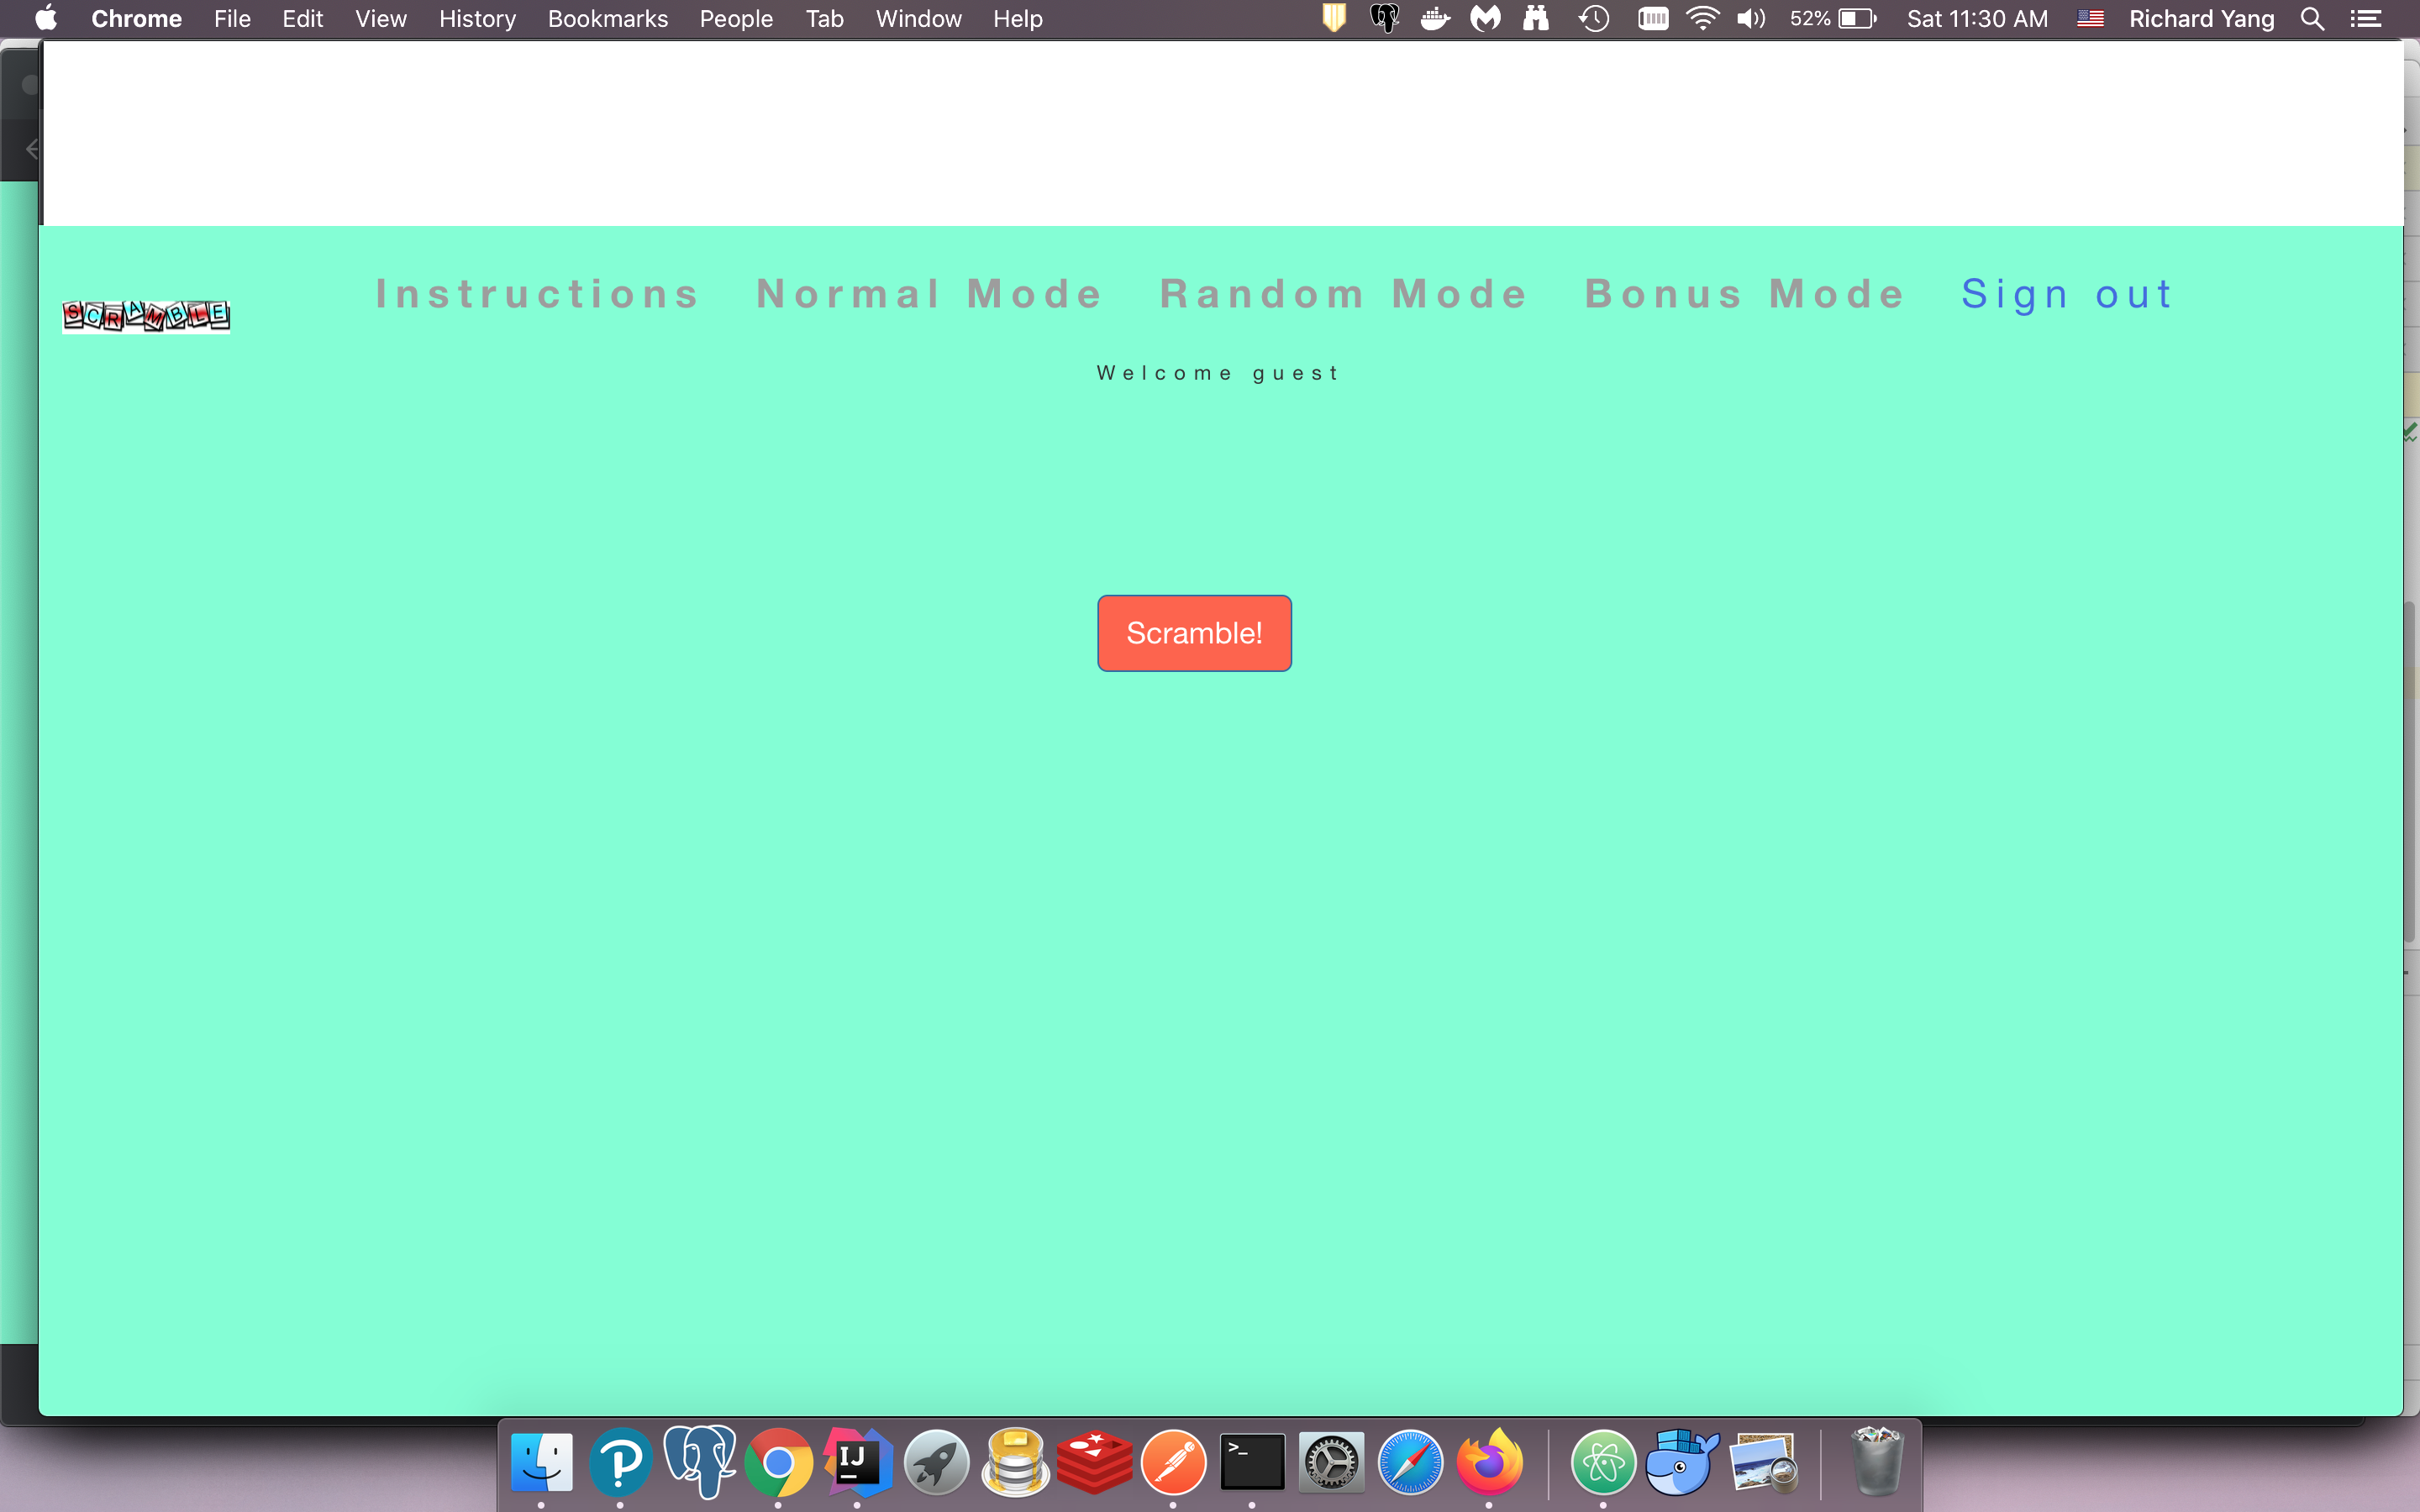 Chrome File Edit View History Bookmarks People Tab Window Help 52% Sat 11:30 AM Richard Yang
Instructions Normal Mode Random Mode Bonus Mode Sign out
SCRAMBLE
Welcome guest
Scramble!
IJ
>_